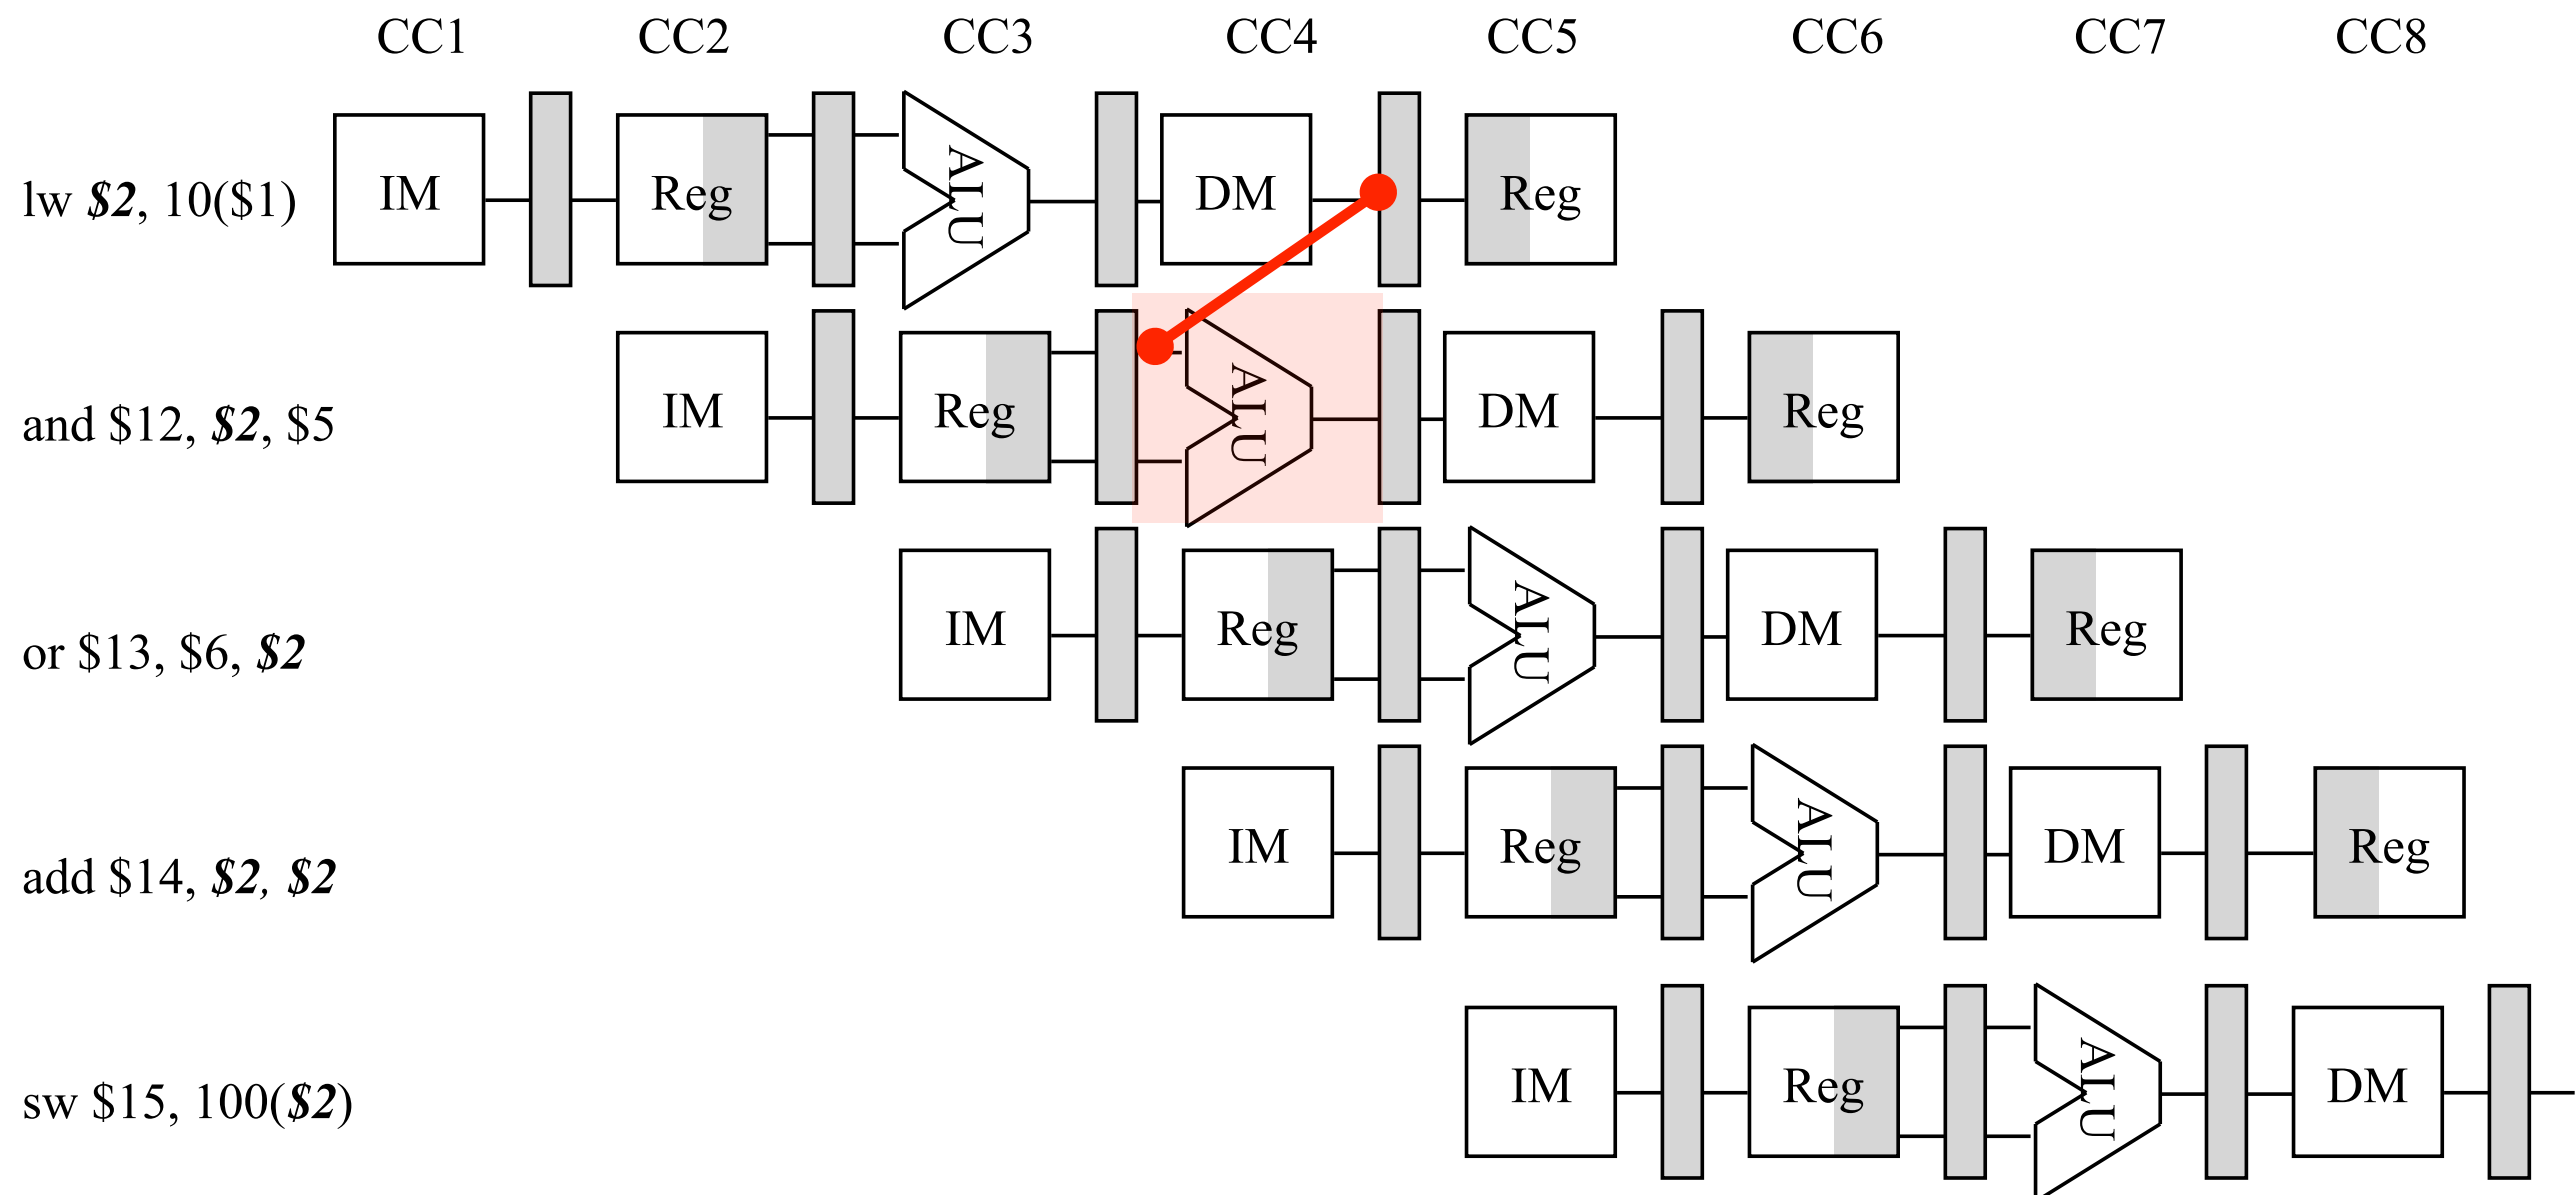 CC1 CC2 CC3 CC4 CC5 CC6 CC7 CC8
lw $2, 10($1) IM Reg ALU DM Reg
and $12, $2, $5 IM Reg ALU DM Reg
or $13, $6, $2 IM Reg ALU DM Reg
add $14, $2, $2 IM Reg ALU DM Reg
sw $15, 100($2) IM Reg ALU DM